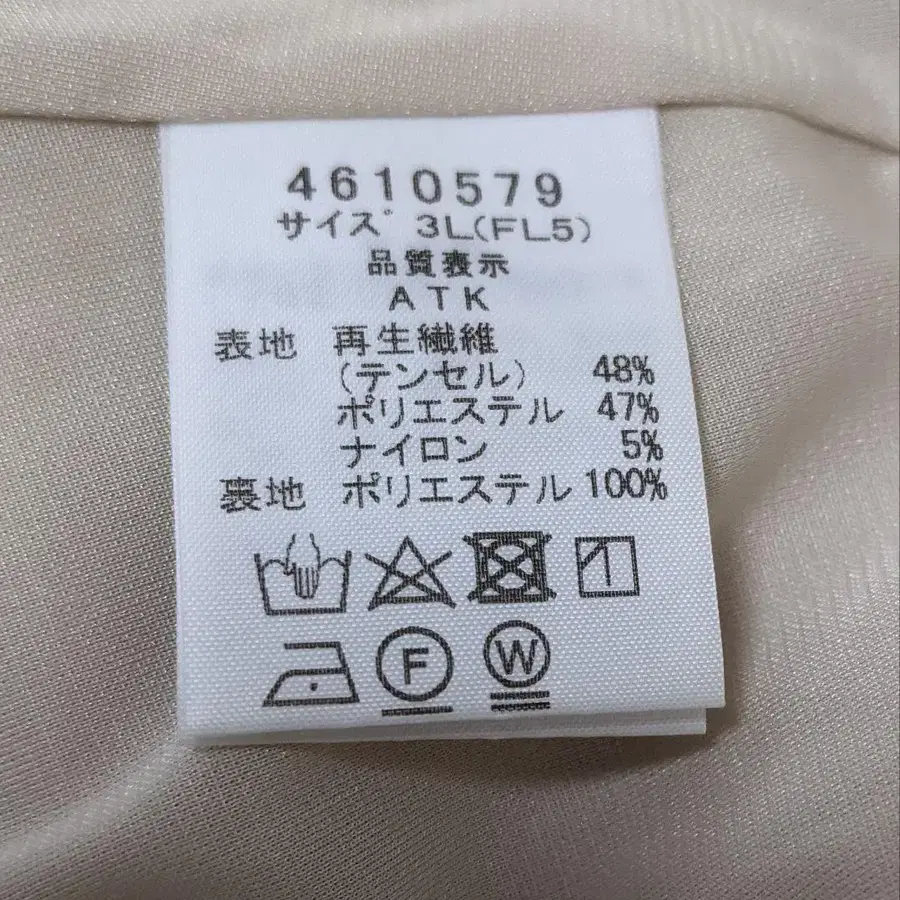 4610579
サイズ 3L(FL5)
品質表示
ATK
表地 再生繊維
(テンセル) 48%
ポリエステル 47%
ナイロン 5%
裏地 ポリエステル 100%
F W